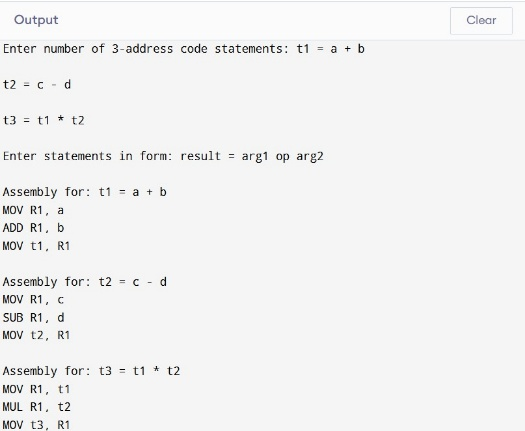 Output
Clear
Enter number of 3-address code statements: t1 = a + b
t2 = c - d
t3 = t1 * t2
Enter statements in form: result = arg1 op arg2
Assembly for: t1 = a + b
MOV R1, a
ADD R1, b
MOV t1, R1
Assembly for: t2 = c - d
MOV R1, c
SUB R1, d
MOV t2, R1
Assembly for: t3 = t1 * t2
MOV R1, t1
MUL R1, t2
MOV t3, R1